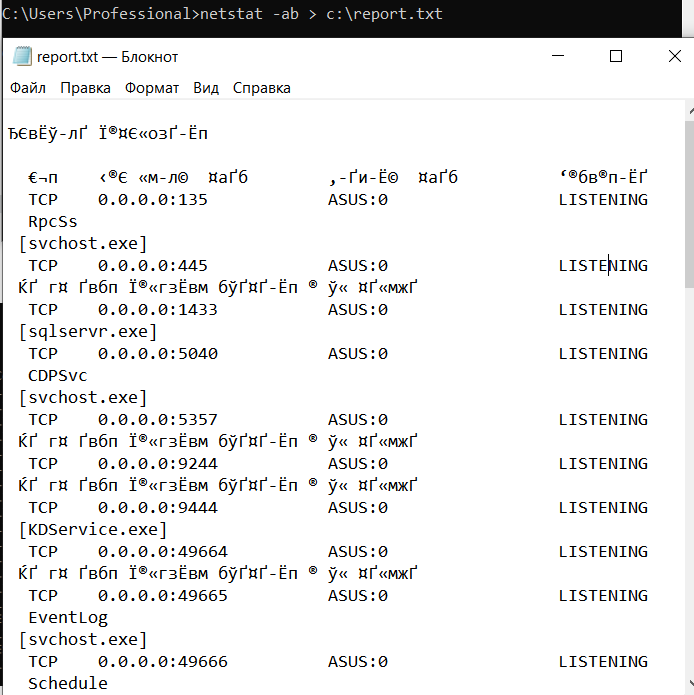 C:\Users\Professional>netstat -ab > c:\report.txt
report.txt — Блокнот
Файл Правка Формат Вид Справка
ЂЄвЁў-лҐ Ї®¤Є«озҐ-Ёп
€¬п ‹®Є «м-л© ¤аҐб ‚-Ґи-Ё© ¤аҐб ‘®бв®п-ЁҐ
TCP 0.0.0.0:135 ASUS:0 LISTENING
RpcSs
[svchost.exe]
TCP 0.0.0.0:445 ASUS:0 LISTENING
ЌҐ г¤ Ґвбп Ї®«гзЁвм бўҐ¤Ґ-Ёп ® ў« ¤Ґ«мжҐ
TCP 0.0.0.0:1433 ASUS:0 LISTENING
[sqlservr.exe]
TCP 0.0.0.0:5040 ASUS:0 LISTENING
CDPSvc
[svchost.exe]
TCP 0.0.0.0:5357 ASUS:0 LISTENING
ЌҐ г¤ Ґвбп Ї®«гзЁвм бўҐ¤Ґ-Ёп ® ў« ¤Ґ«мжҐ
TCP 0.0.0.0:9244 ASUS:0 LISTENING
ЌҐ г¤ Ґвбп Ї®«гзЁвм бўҐ¤Ґ-Ёп ® ў« ¤Ґ«мжҐ
TCP 0.0.0.0:9444 ASUS:0 LISTENING
[KDService.exe]
TCP 0.0.0.0:49664 ASUS:0 LISTENING
ЌҐ г¤ Ґвбп Ї®«гзЁвм бўҐ¤Ґ-Ёп ® ў« ¤Ґ«мжҐ
TCP 0.0.0.0:49665 ASUS:0 LISTENING
EventLog
[svchost.exe]
TCP 0.0.0.0:49666 ASUS:0 LISTENING
Schedule